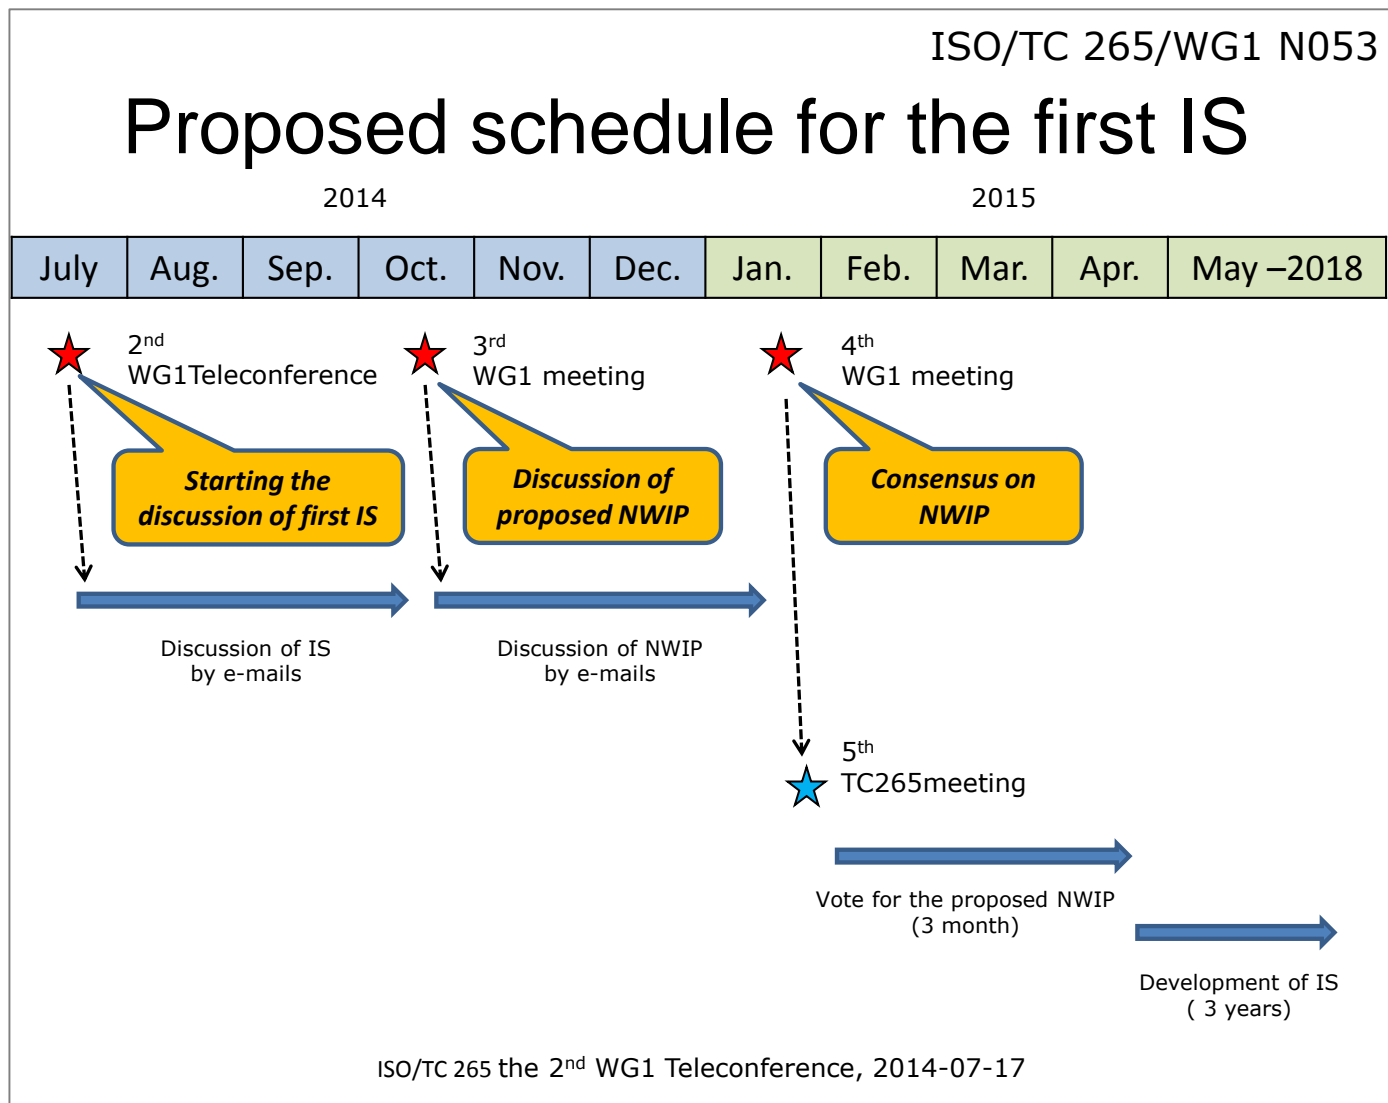 ISO/TC 265/WG1 N053
Proposed schedule for the first IS
2014
2015
July Aug. Sep. Oct. Nov. Dec. Jan. Feb. Mar. Apr. May –2018
2nd
WG1Teleconference
3rd
WG1 meeting
4th
WG1 meeting
Starting the
discussion of first IS
Discussion of
proposed NWIP
Consensus on
NWIP
Discussion of IS
by e-mails
Discussion of NWIP
by e-mails
5th
TC265meeting
Vote for the proposed NWIP
(3 month)
Development of IS
( 3 years)
ISO/TC 265 the 2nd WG1 Teleconference, 2014-07-17